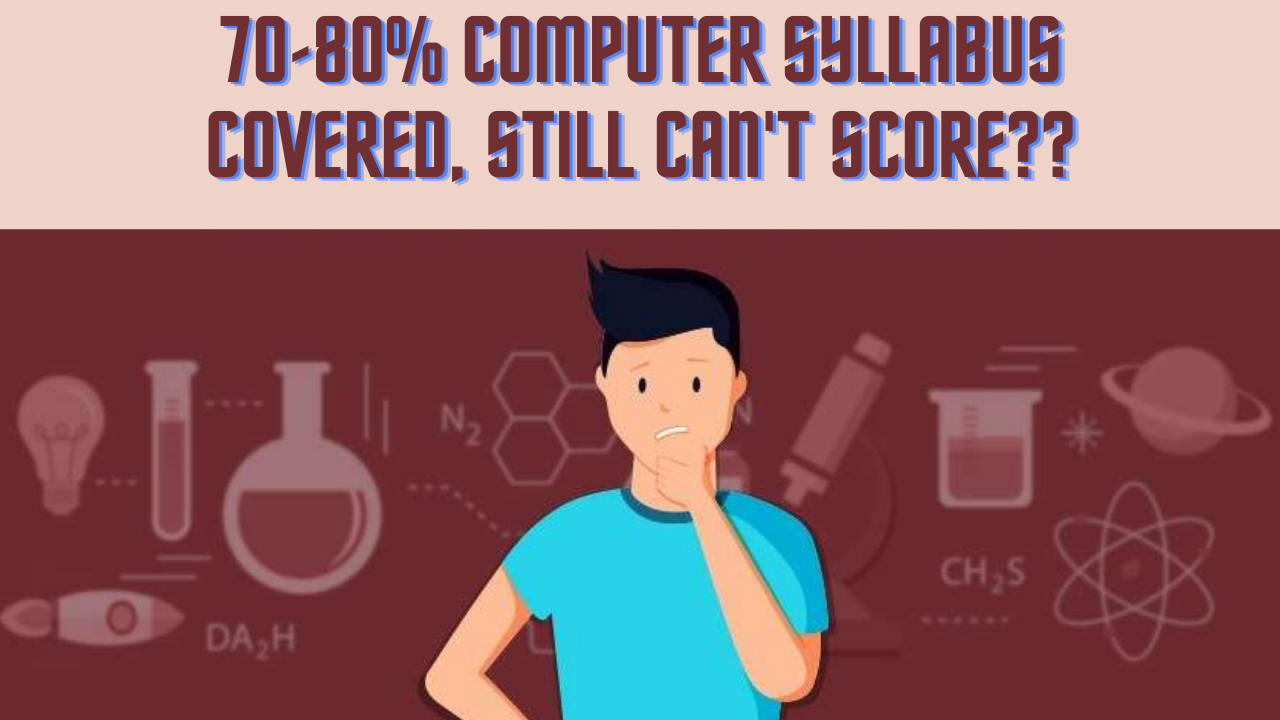 70-80% COMPUTER SYLLABUS
COVERED, STILL CAN'T SCORE??
N₂
N
CH₂S
DA₂H